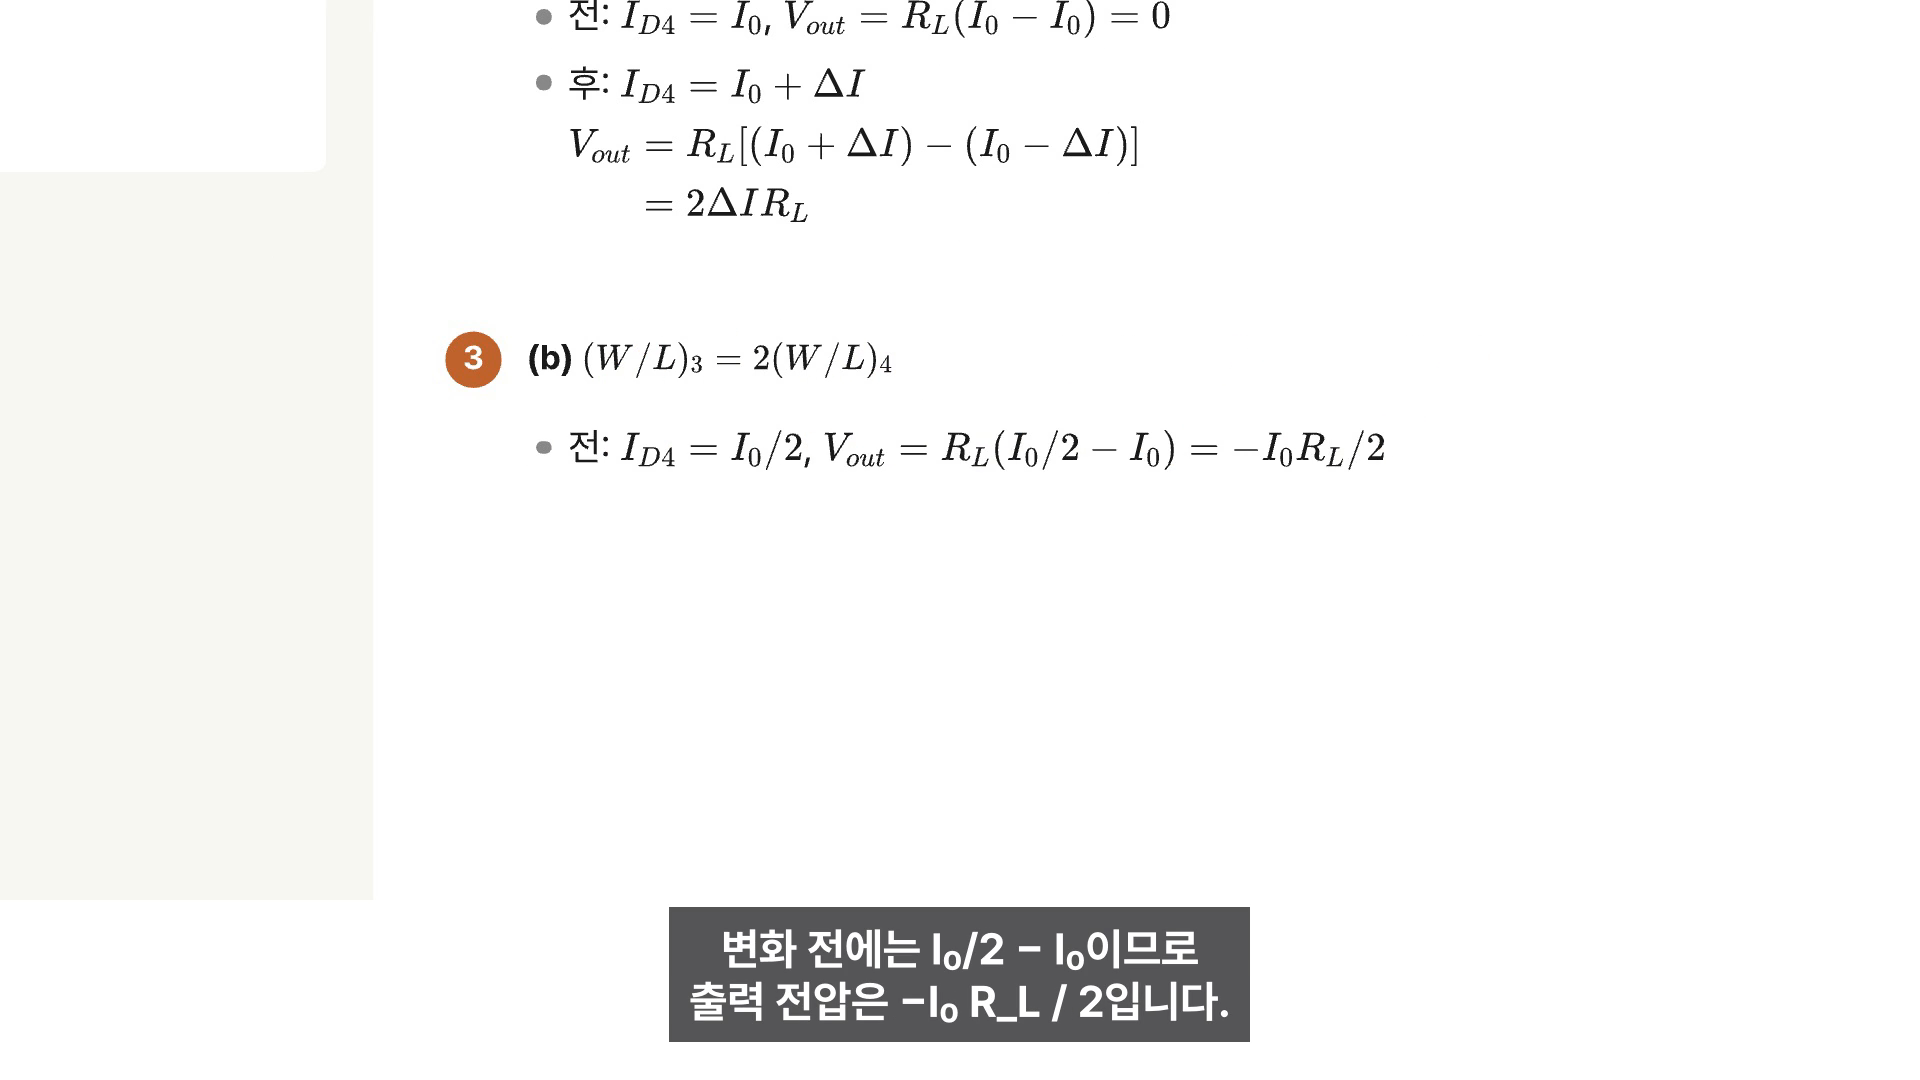 전: I_{D4} = I_0, V_{out} = R_L(I_0 − I_0) = 0
후: I_{D4} = I_0 + ΔI
V_{out} = R_L[(I_0 + ΔI) − (I_0 − ΔI)]
= 2ΔIR_L
3 (b) (W/L)_3 = 2(W/L)_4
전: I_{D4} = I_0/2, V_{out} = R_L(I_0/2 − I_0) = −I_0R_L/2
변화 전에는 I₀/2 − I₀이므로
출력 전압은 −I₀ R_L / 2입니다.